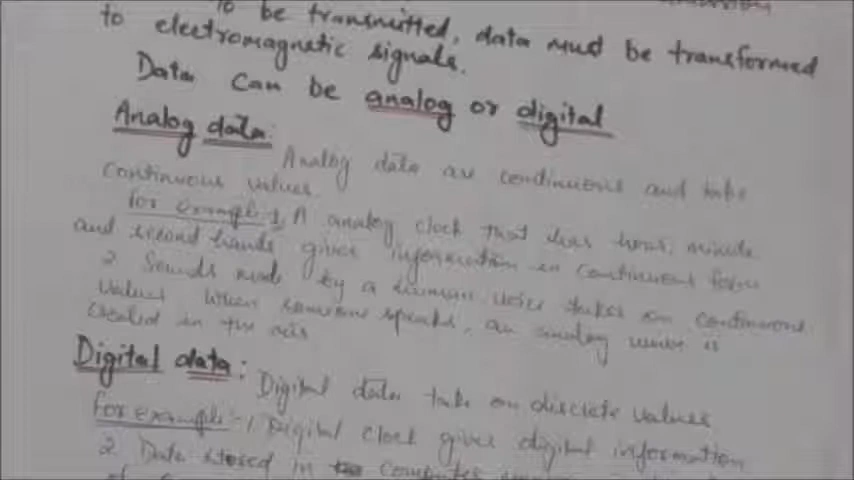 To be transmitted, data must be transformed
to electromagnetic signals.
Data can be analog or digital
Analog data:
Analog data are continuous and take
continuous values.
for example - 1, A analog clock that has hour, minute
and second hands gives information in continuous form
2 Sounds made by a human voice takes on continuous
values when someone speaks, an analog wave is
created in the air
Digital data:
Digital data take on discrete values
for example :- 1 Digital clock gives digital information
2 Data stored in computer